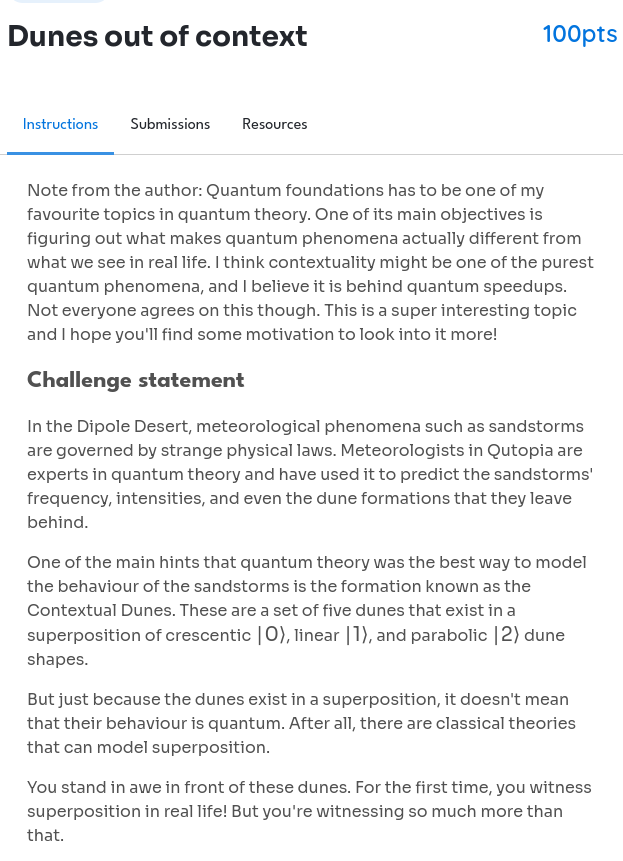 Dunes out of context
100pts
Instructions
Submissions
Resources
Note from the author: Quantum foundations has to be one of my
favourite topics in quantum theory. One of its main objectives is
figuring out what makes quantum phenomena actually different from
what we see in real life. I think contextuality might be one of the purest
quantum phenomena, and I believe it is behind quantum speedups.
Not everyone agrees on this though. This is a super interesting topic
and I hope you'll find some motivation to look into it more!
Challenge statement
In the Dipole Desert, meteorological phenomena such as sandstorms
are governed by strange physical laws. Meteorologists in Qutopia are
experts in quantum theory and have used it to predict the sandstorms'
frequency, intensities, and even the dune formations that they leave
behind.
One of the main hints that quantum theory was the best way to model
the behaviour of the sandstorms is the formation known as the
Contextual Dunes. These are a set of five dunes that exist in a
superposition of crescentic |0⟩, linear |1⟩, and parabolic |2⟩ dune
shapes.
But just because the dunes exist in a superposition, it doesn't mean
that their behaviour is quantum. After all, there are classical theories
that can model superposition.
You stand in awe in front of these dunes. For the first time, you witness
superposition in real life! But you're witnessing so much more than
that.